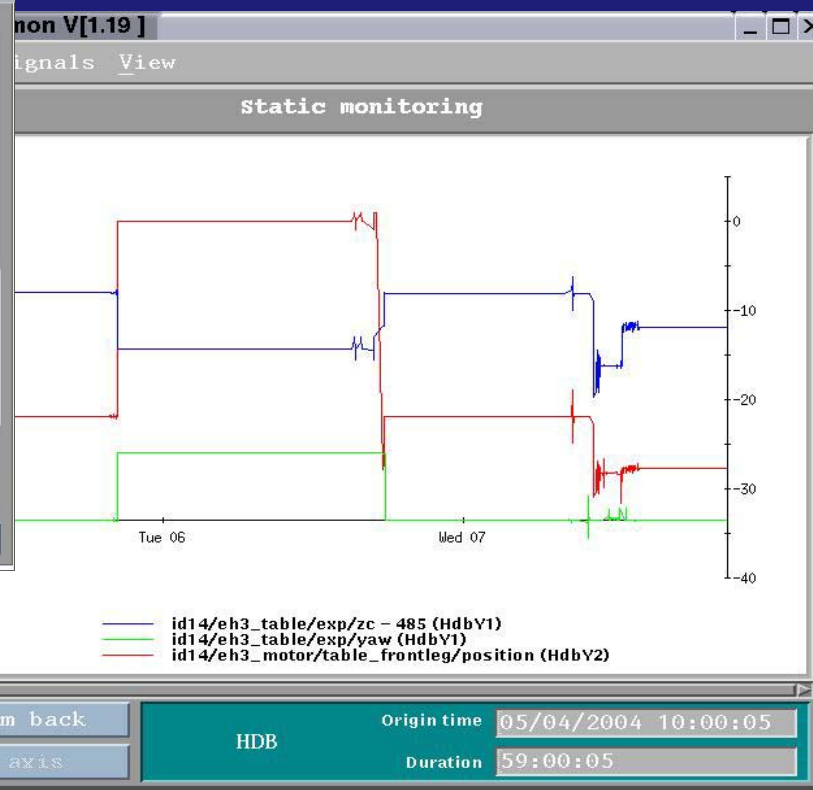 mon V[1.19 ]
ignals View
Static monitoring
0
-10
-20
-30
-40
Tue 06
Wed 07
id14/eh3_table/exp/zc - 485 (HdbY1)
id14/eh3_table/exp/yaw (HdbY1)
id14/eh3_motor/table_frontleg/position (HdbY2)
m back
axis
HDB
Origin time 05/04/2004 10:00:05
Duration 59:00:05